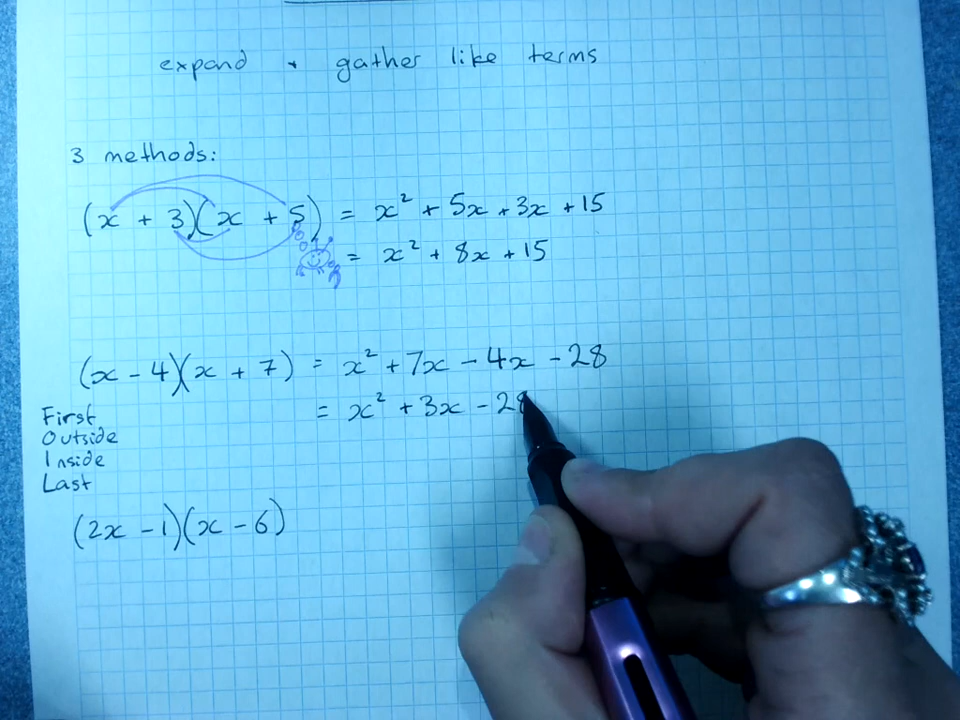 expand + gather like terms
3 methods:
(x + 3)(x + 5) = x² + 5x + 3x + 15
= x² + 8x + 15
(x - 4)(x + 7) = x² + 7x - 4x - 28
= x² + 3x - 28
First
Outside
Inside
Last
(2x - 1)(x - 6)